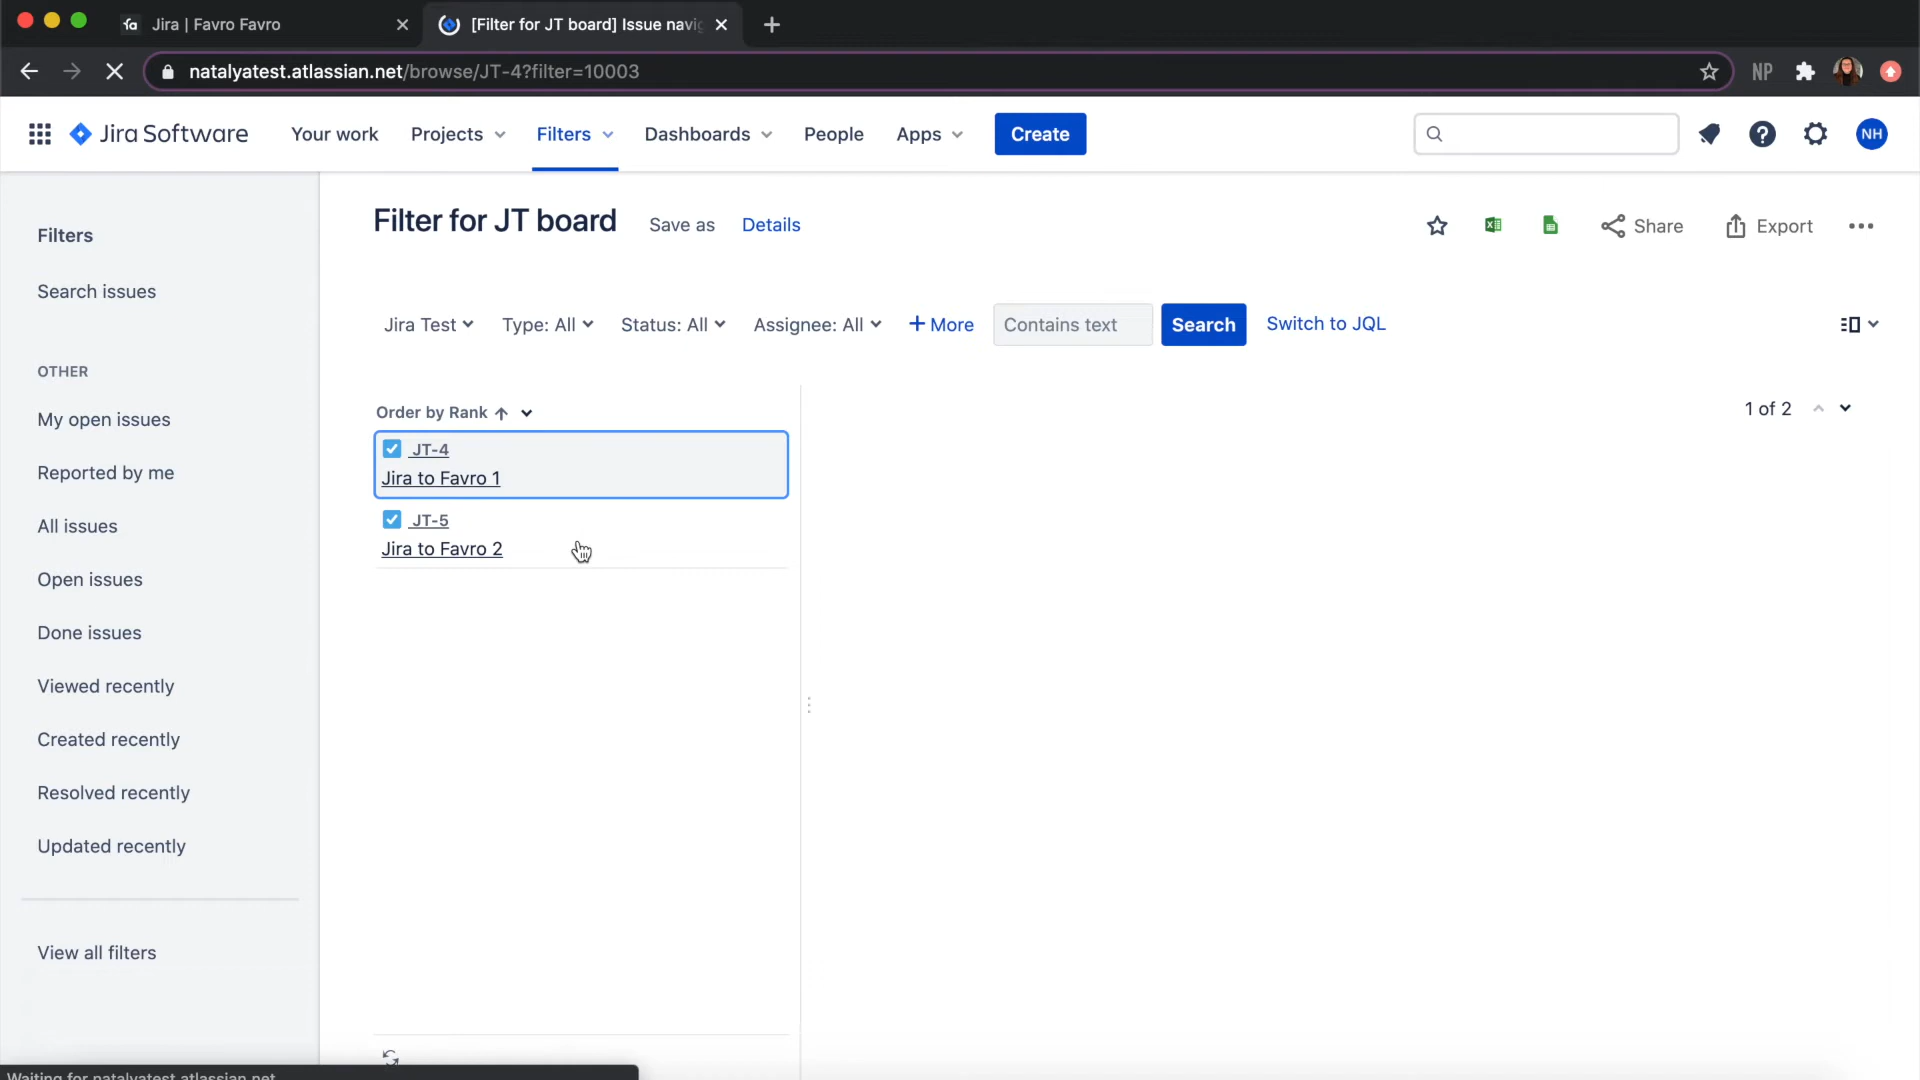 Jira | Favro Favro
[Filter for JT board] Issue navig
natalyatest.atlassian.net/browse/JT-4?filter=10003
NP
Jira Software
Your work
Projects
Filters
Dashboards
People
Apps
Create
NH
Filters
Search issues
OTHER
My open issues
Reported by me
All issues
Open issues
Done issues
Viewed recently
Created recently
Resolved recently
Updated recently
View all filters
Filter for JT board
Save as
Details
Share
Export
Jira Test
Type: All
Status: All
Assignee: All
+ More
Contains text
Search
Switch to JQL
Order by Rank
1 of 2
JT-4
Jira to Favro 1
JT-5
Jira to Favro 2
Waiting for natalyatest.atlassian.net